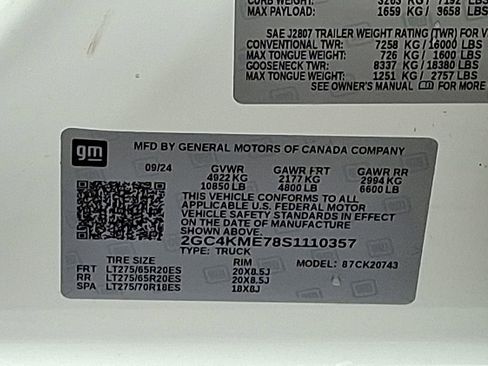 CURB WEIGHT 3263 KG / 7192 LBS
MAX PAYLOAD: 1659 KG / 3658 LBS
SAE J2807 TRAILER WEIGHT RATING (TWR) FOR
CONVENTIONAL TWR: 7258 KG/16000 LBS
MAX TONGUE WEIGHT: 726 KG / 1600 LBS
GOOSENECK TWR: 8337 KG/18380 LBS
MAX TONGUE WEIGHT: 1251 KG / 2757 LBS
SEE OWNER'S MANUAL FOR MORE
gm
MFD BY GENERAL MOTORS OF CANADA COMPANY
09/24 GVWR GAWR FRT GAWR RR
4922 KG 2177 KG 2994 KG
10850 LB 4800 LB 6600 LB
THIS VEHICLE CONFORMS TO ALL
APPLICABLE U.S. FEDERAL MOTOR
VEHICLE SAFETY STANDARDS IN
EFFECT ON THE DATE OF MANUFACTURE
SHOWN ABOVE.
2GC4KME78S1110357
TYPE: TRUCK
MODEL: 87CK20743
TIRE SIZE RIM
FRT LT275/65R20ES 20X8.5J
RR LT275/65R20ES 20X8.5J
SPA LT275/70R18ES 18X8J